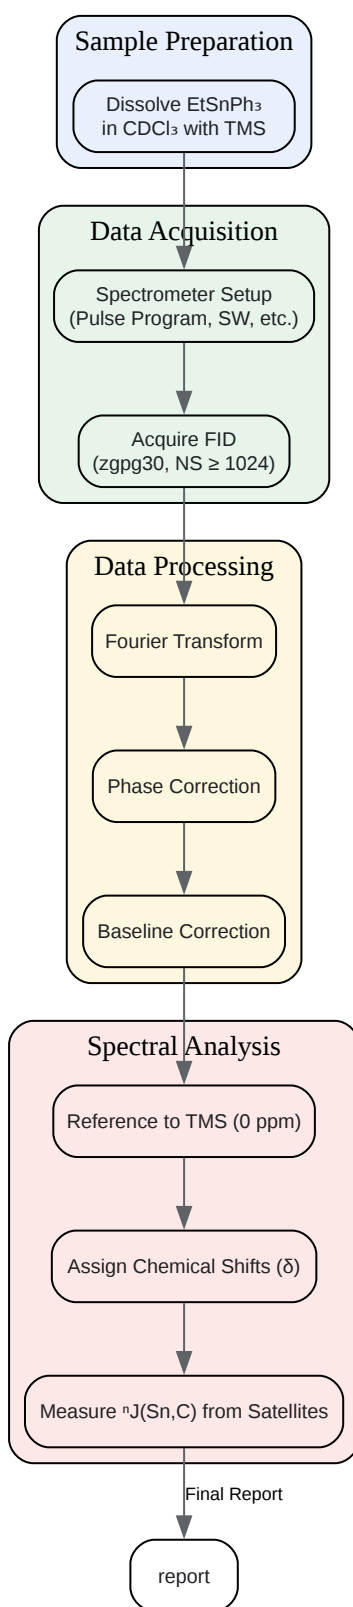 Sample Preparation
Dissolve EtSnPh₃
in CDCl₃ with TMS
Data Acquisition
Spectrometer Setup
(Pulse Program, SW, etc.)
Acquire FID
(zgpg30, NS ≥ 1024)
Data Processing
Fourier Transform
Phase Correction
Baseline Correction
Spectral Analysis
Reference to TMS (0 ppm)
Assign Chemical Shifts (δ)
Measure ⁿJ(Sn,C) from Satellites
Final Report
report